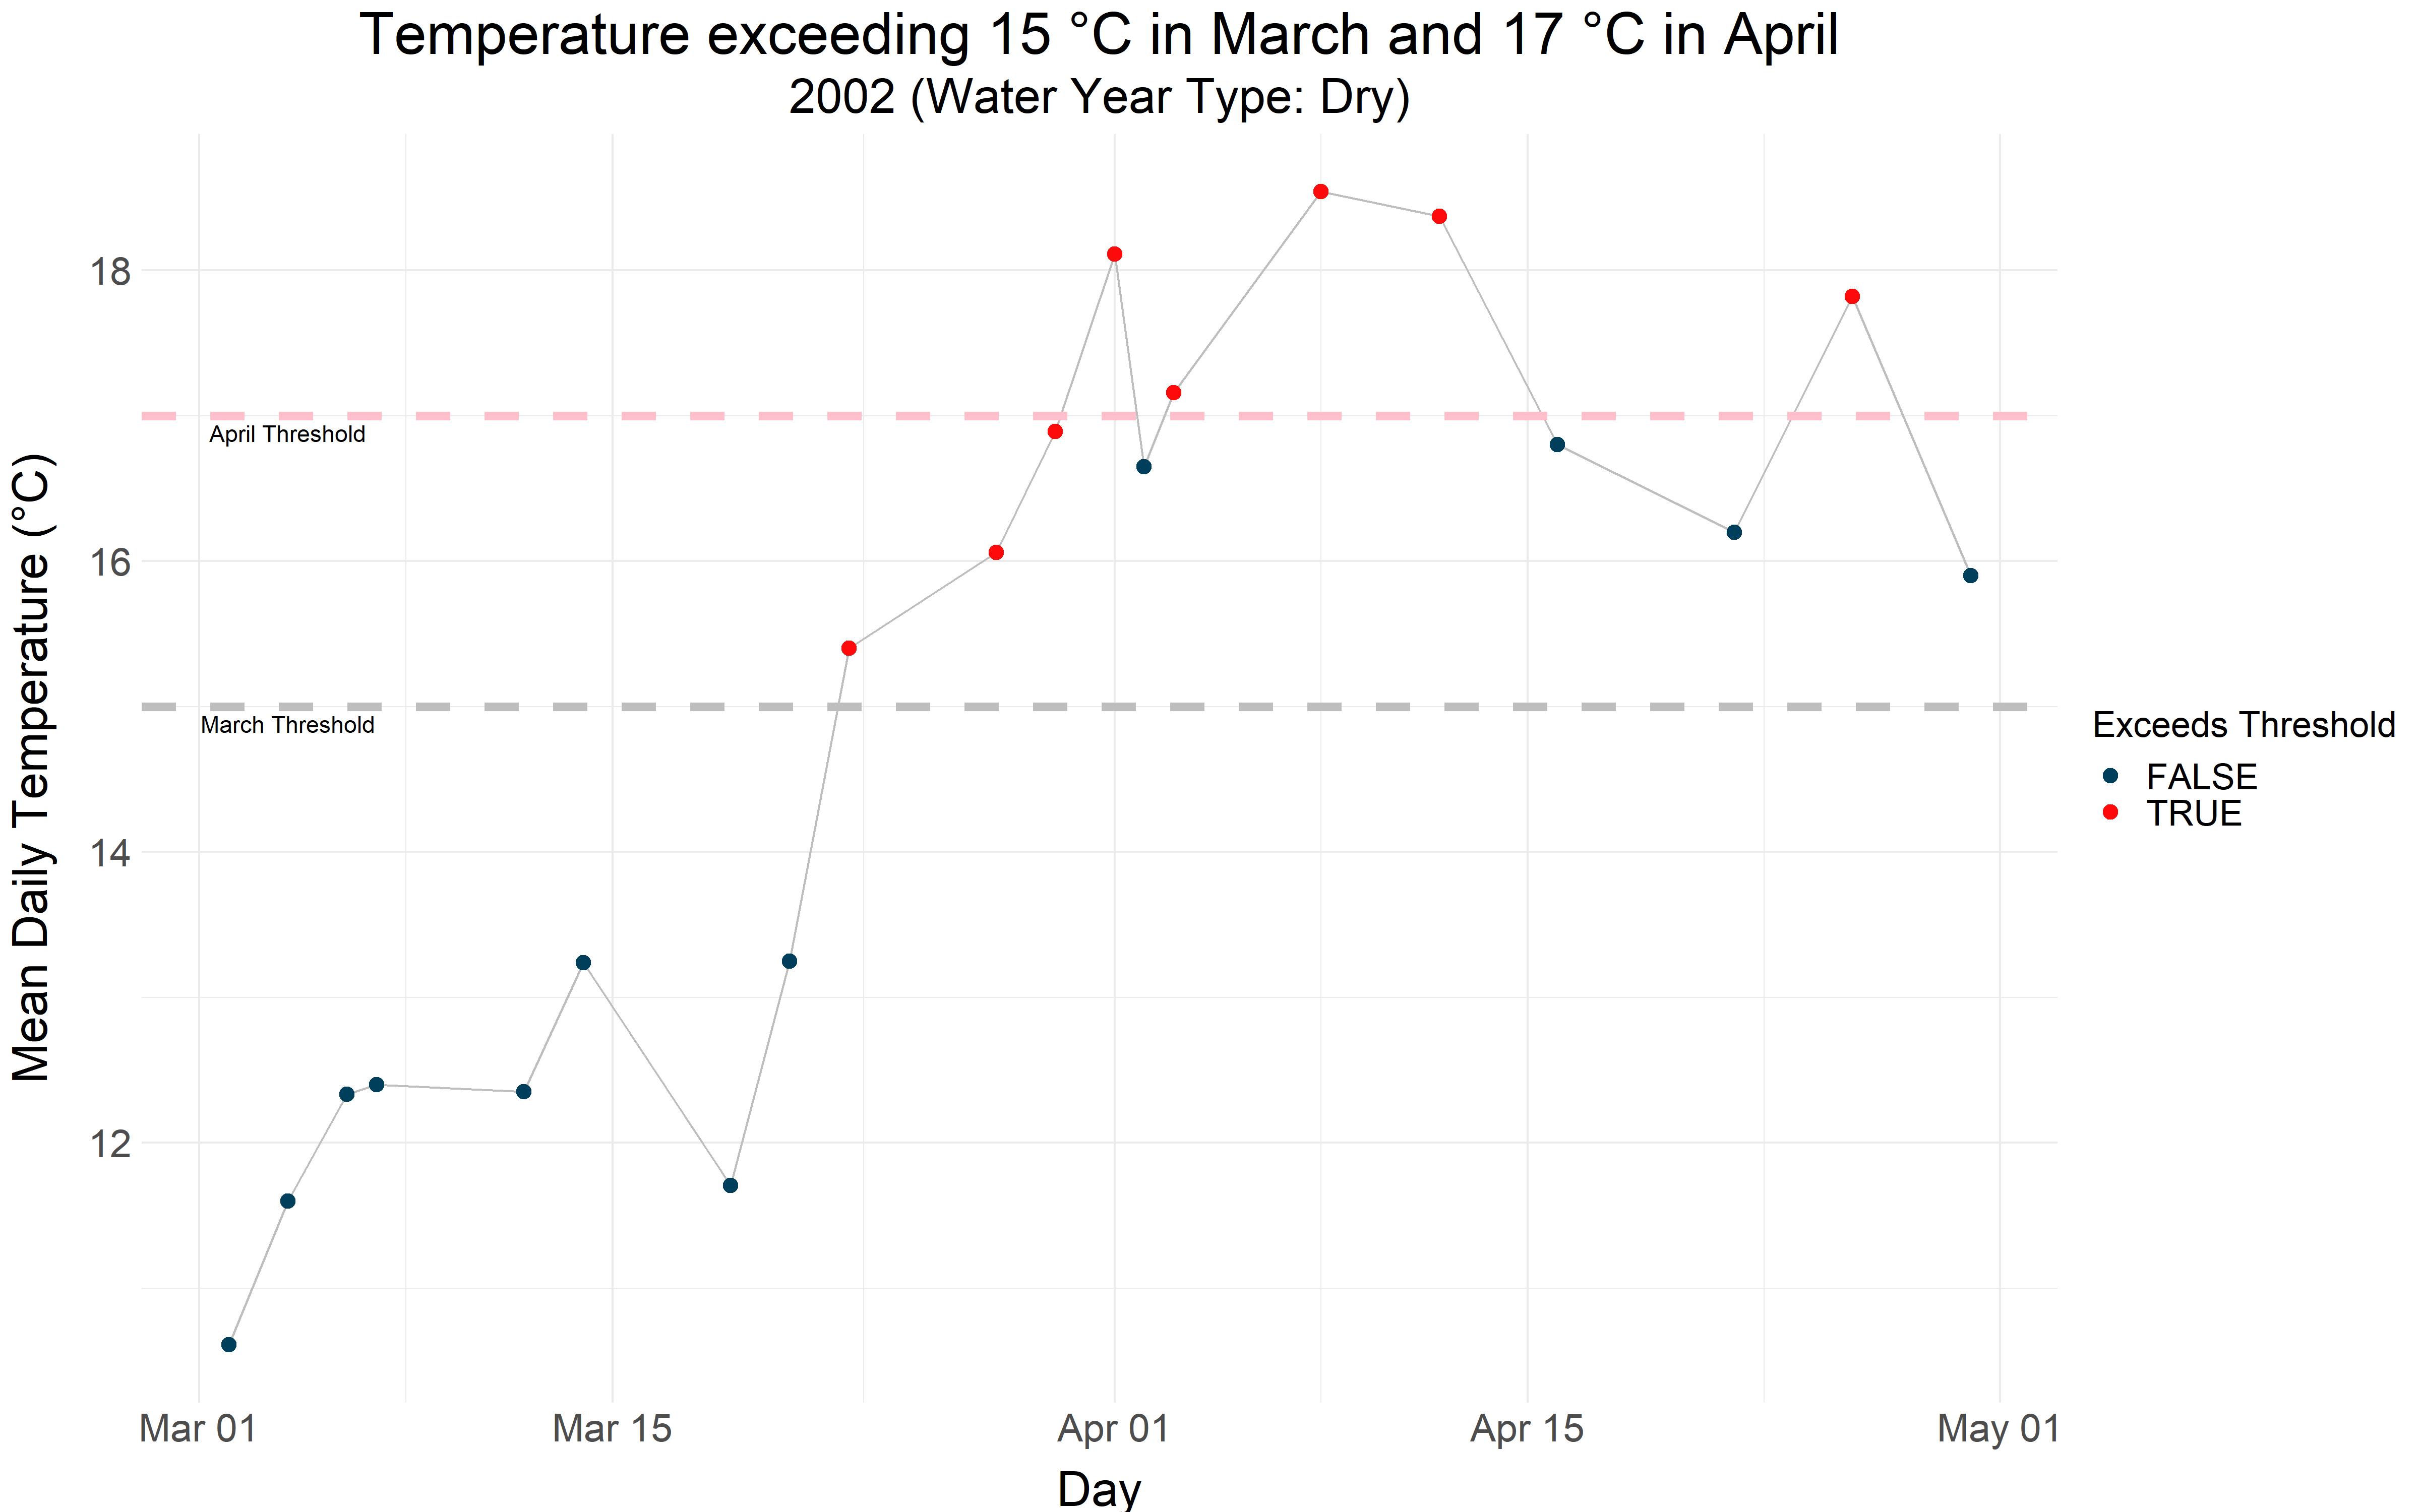 Temperature exceeding 15 °C in March and 17 °C in April
2002 (Water Year Type: Dry)
Mean Daily Temperature (°C)
18
16
14
12
April Threshold
March Threshold
Exceeds Threshold
FALSE
TRUE
Mar 01
Mar 15
Apr 01
Apr 15
May 01
Day